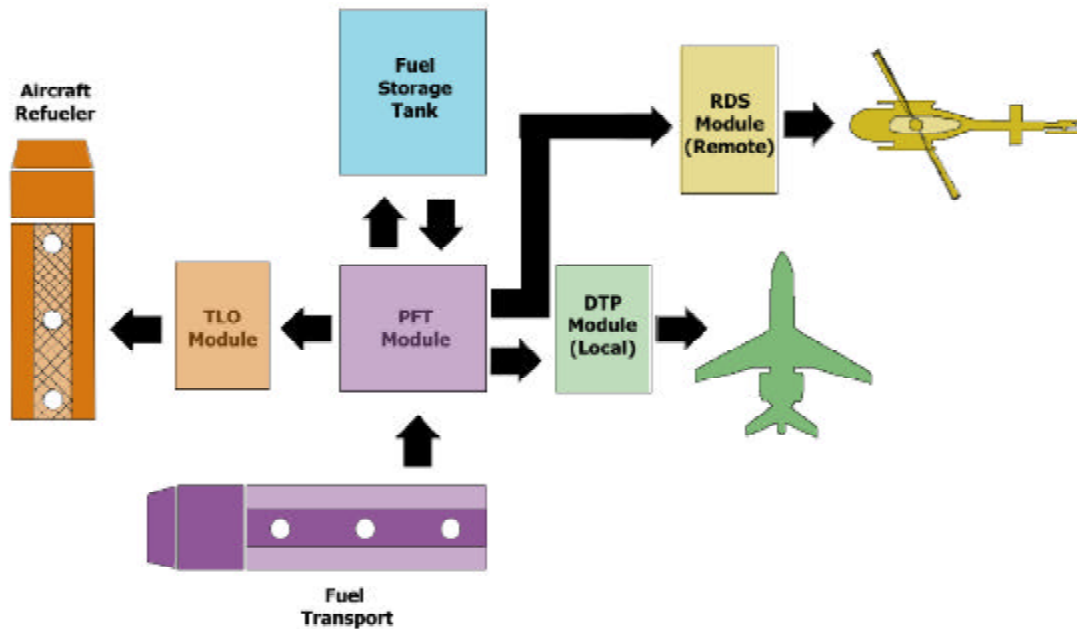 Aircraft
Refueler
Fuel
Storage
Tank
RDS
Module
(Remote)
TLO
Module
PFT
Module
DTP
Module
(Local)
Fuel
Transport